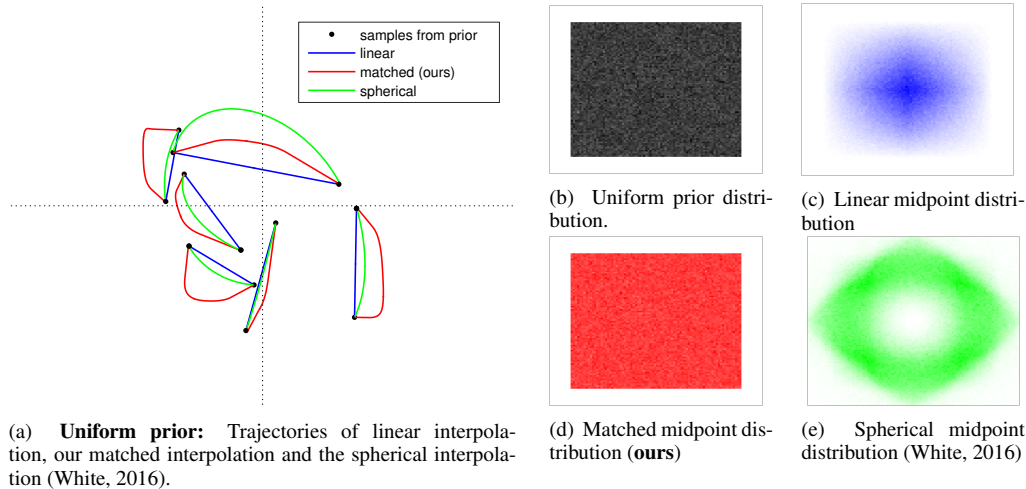 samples from prior
linear
matched (ours)
spherical
(a) Uniform prior: Trajectories of linear interpola-
tion, our matched interpolation and the spherical interpola-
tion (White, 2016).
(b) Uniform prior distri-
bution.
(c) Linear midpoint distri-
bution
(d) Matched midpoint dis-
tribution (ours)
(e) Spherical midpoint
distribution (White, 2016)